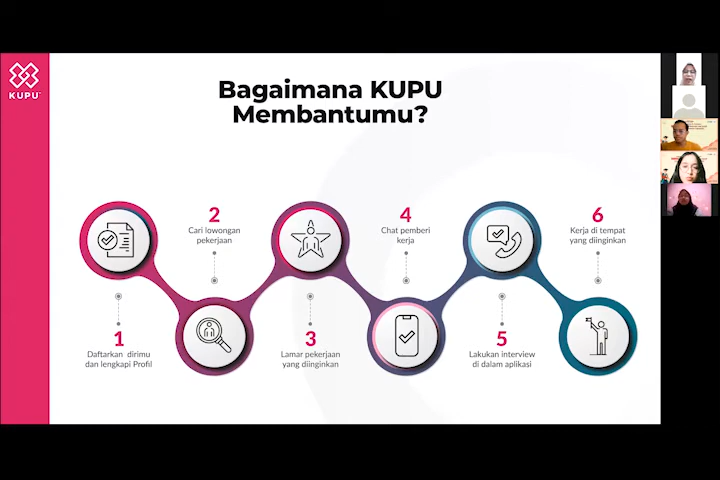 KUPU
Bagaimana KUPU
Membantumu?
1
Daftarkan dirimu
dan lengkapi Profil
2
Cari lowongan
pekerjaan
3
Lamar pekerjaan
yang diinginkan
4
Chat pemberi
kerja
5
Lakukan interview
di dalam aplikasi
6
Kerja di tempat
yang diinginkan